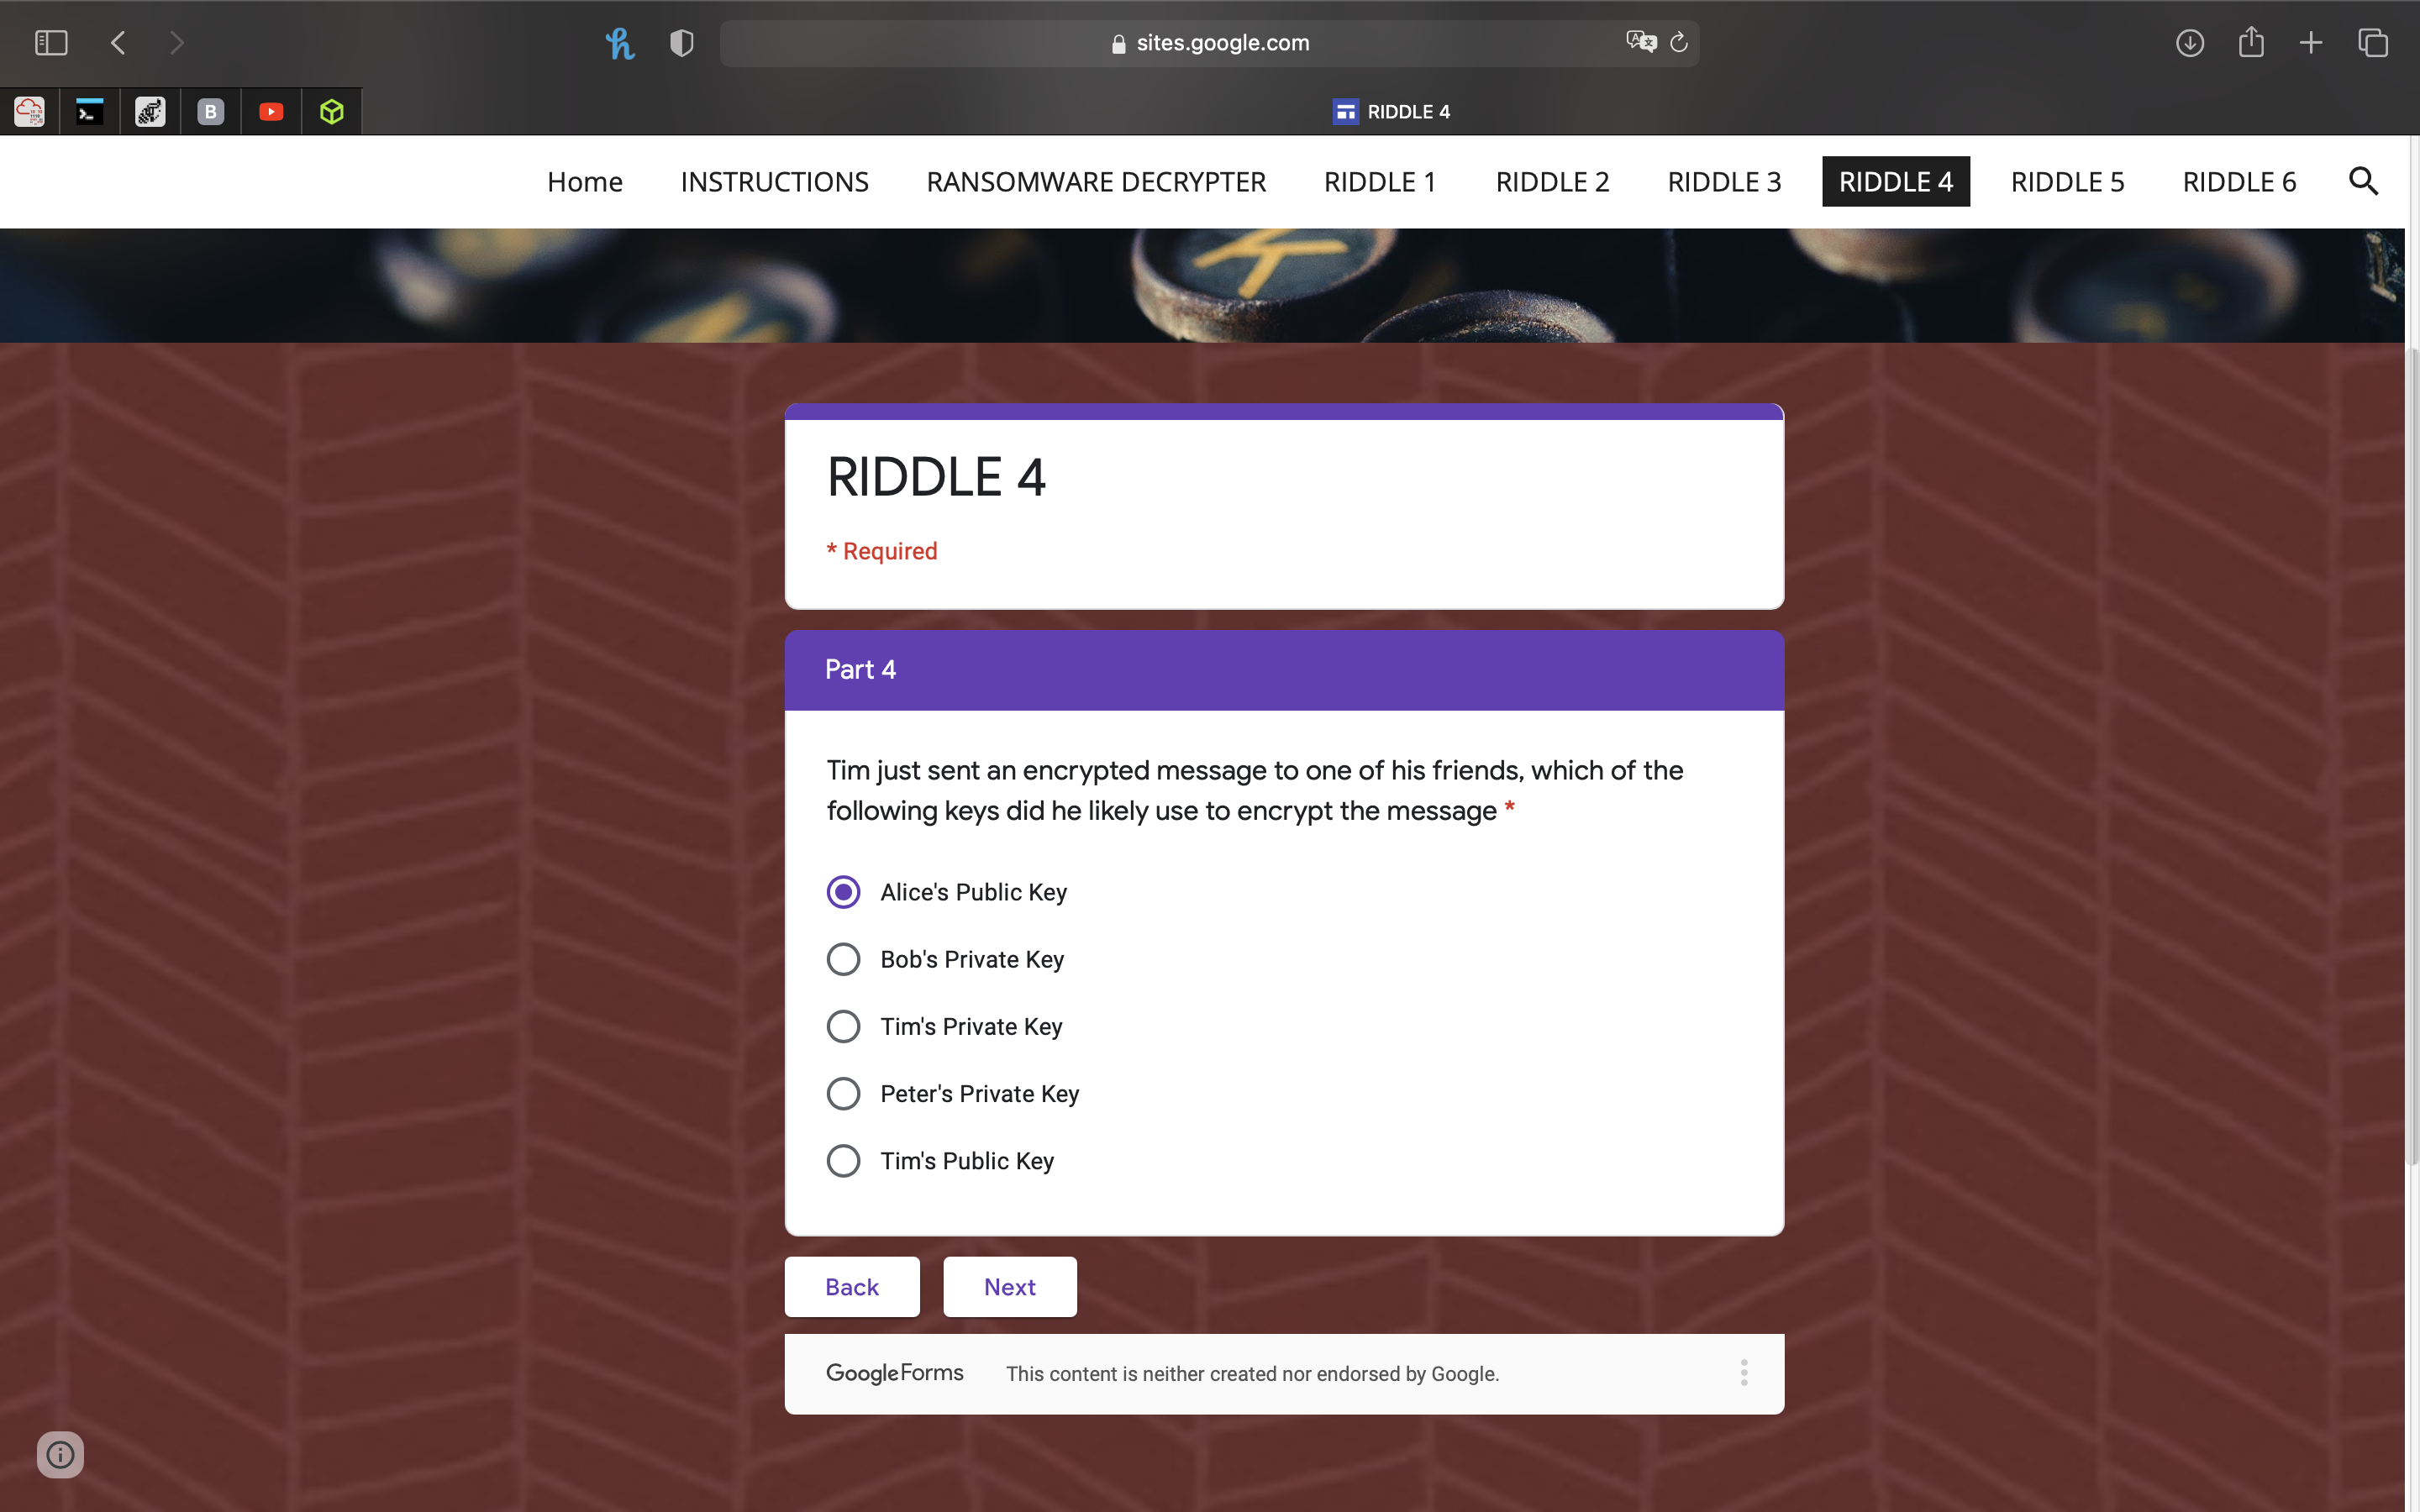 sites.google.com
B
RIDDLE 4
Home INSTRUCTIONS RANSOMWARE DECRYPTER RIDDLE 1 RIDDLE 2 RIDDLE 3 RIDDLE 4 RIDDLE 5 RIDDLE 6
K
RIDDLE 4
* Required
Part 4
Tim just sent an encrypted message to one of his friends, which of the
following keys did he likely use to encrypt the message *
Alice's Public Key
Bob's Private Key
Tim's Private Key
Peter's Private Key
Tim's Public Key
Back Next
Google Forms This content is neither created nor endorsed by Google.